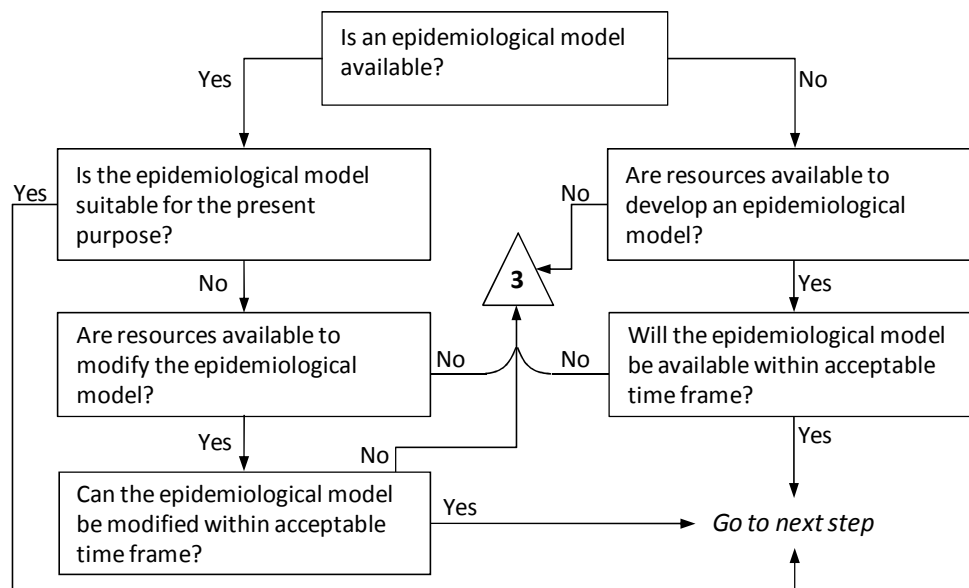 Is an epidemiological model
available?
Yes
No
Is the epidemiological model
suitable for the present
purpose?
Yes
No
Are resources available to
develop an epidemiological
model?
No
Yes
3
Are resources available to
modify the epidemiological
model?
No
Yes
Will the epidemiological model
be available within acceptable
time frame?
No
Yes
Can the epidemiological model
be modified within acceptable
time frame?
No
Yes
Go to next step